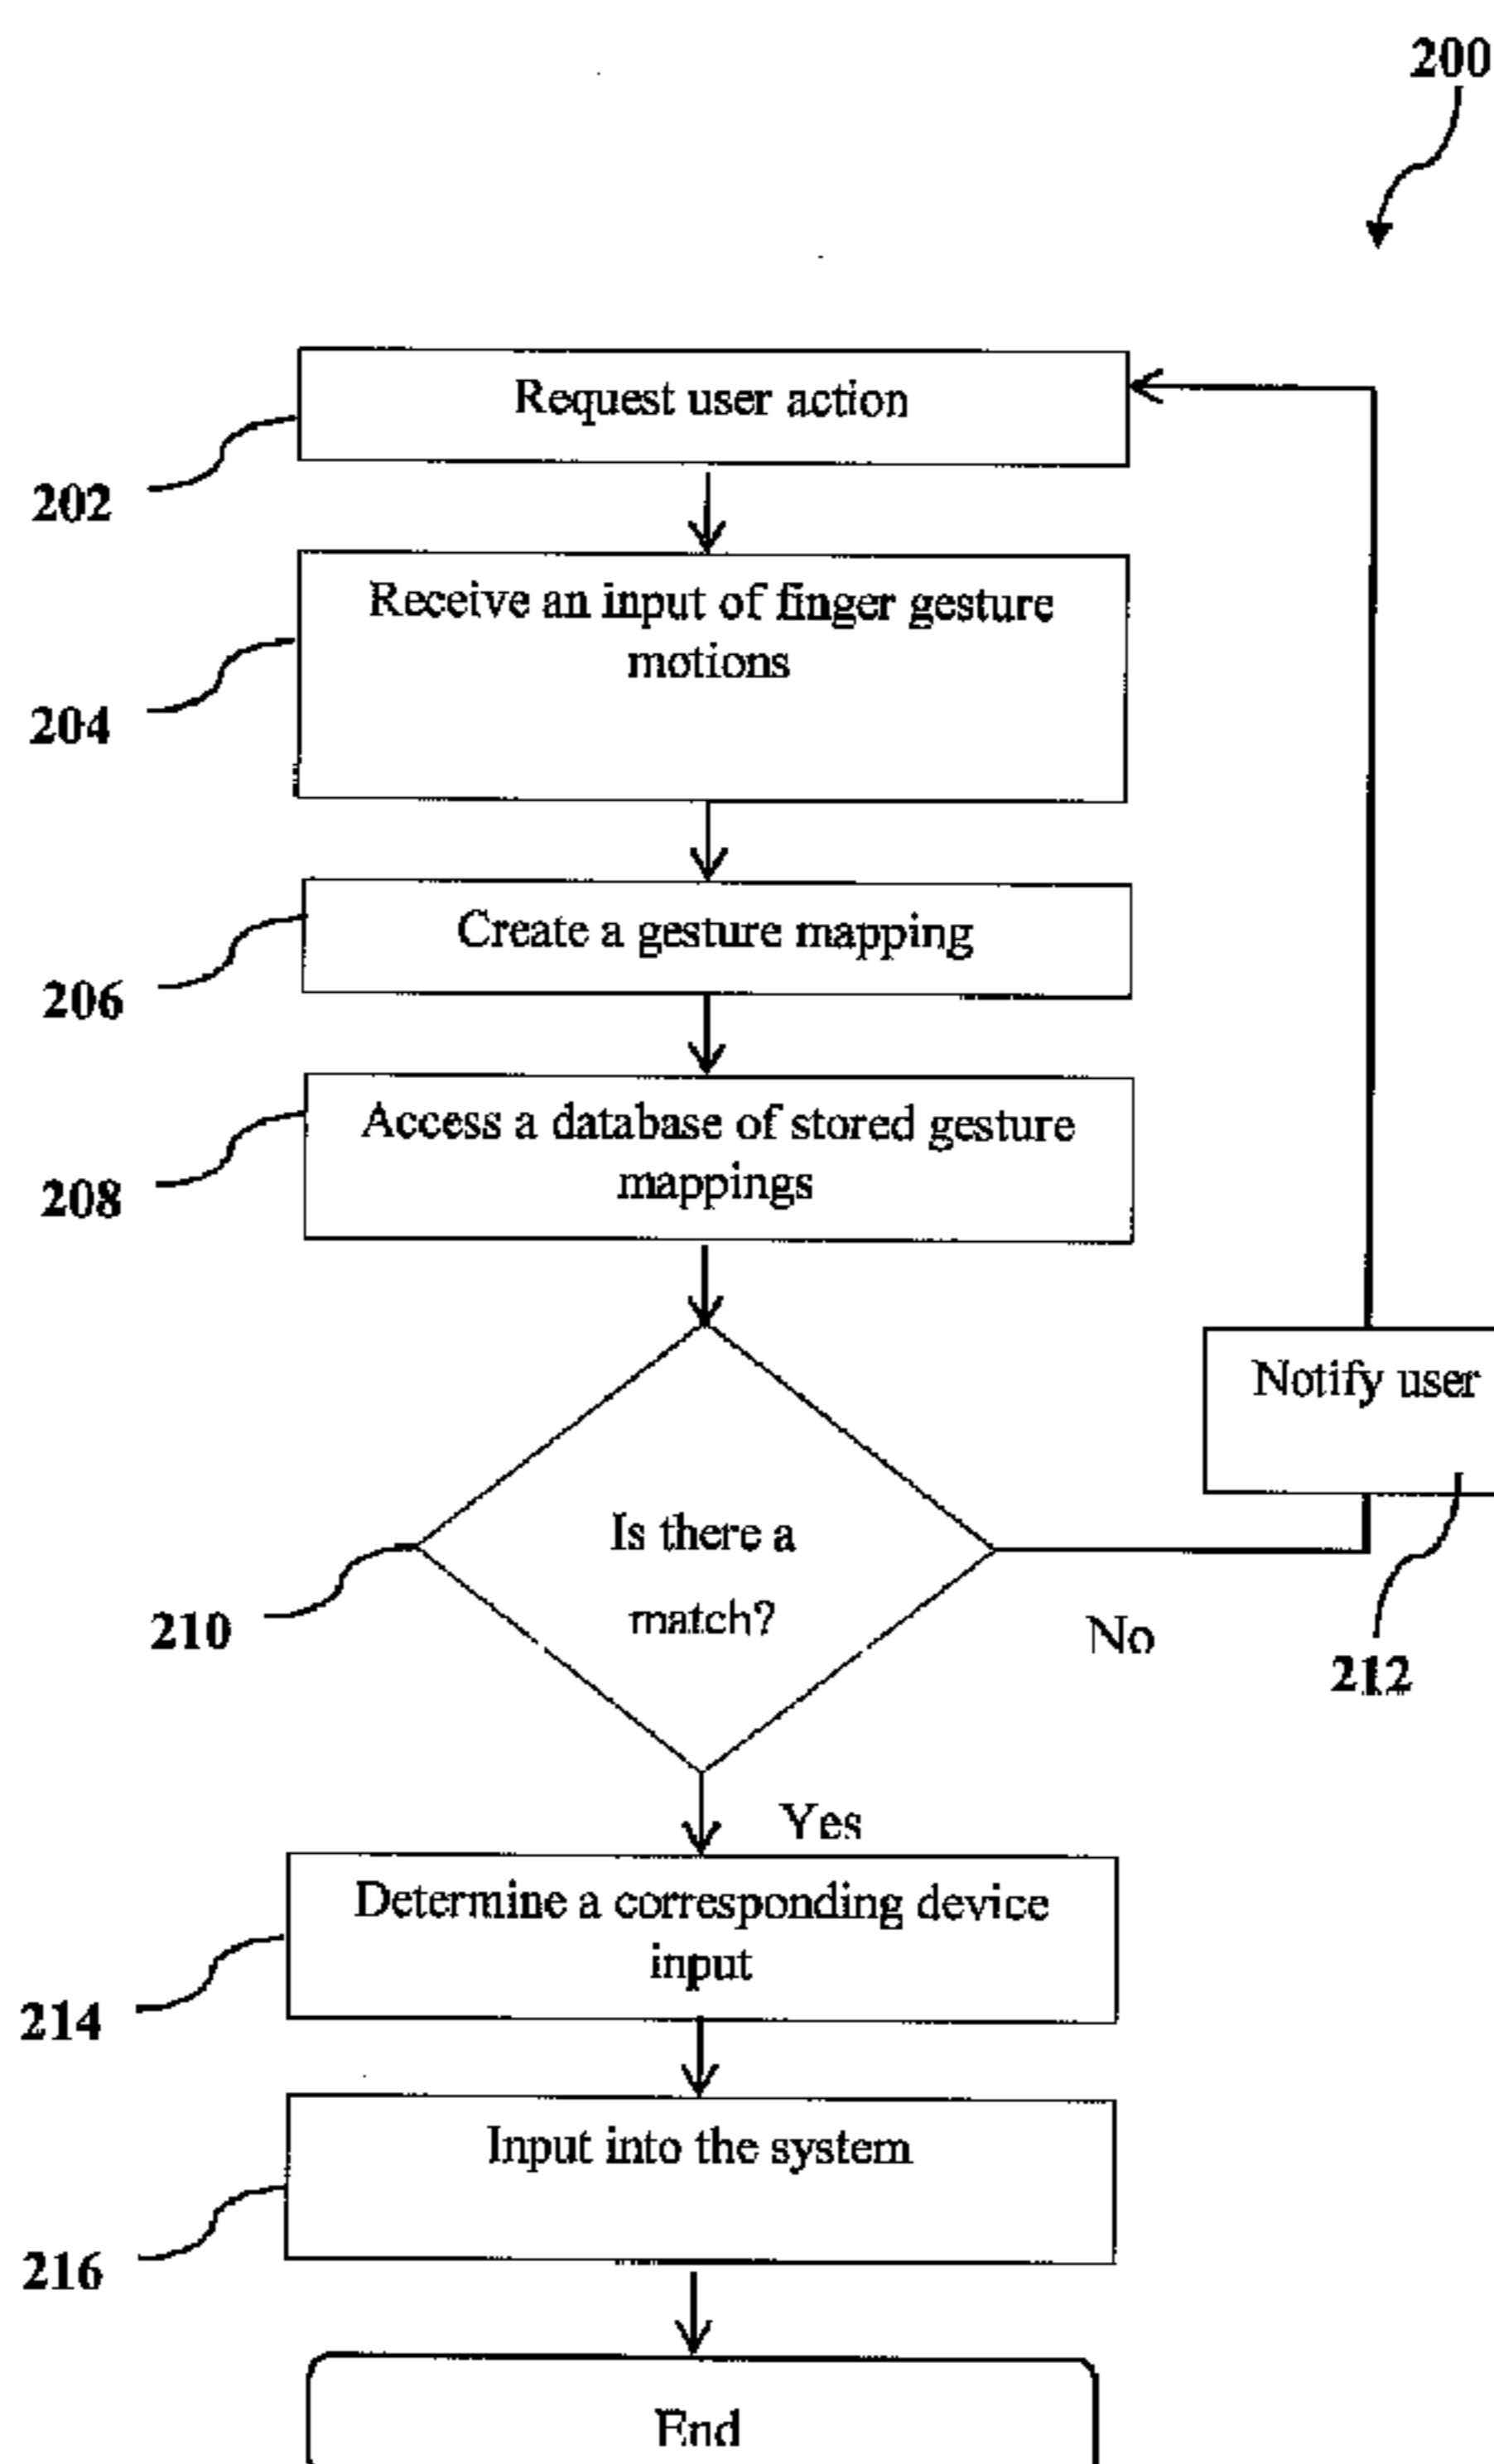 200
Request user action
202
Receive an input of finger gesture
motions
204
Create a gesture mapping
206
Access a database of stored gesture
mappings
208
Notify user
Is there a
match?
210
No
212
Yes
Determine a corresponding device
input
214
Input into the system
216
End